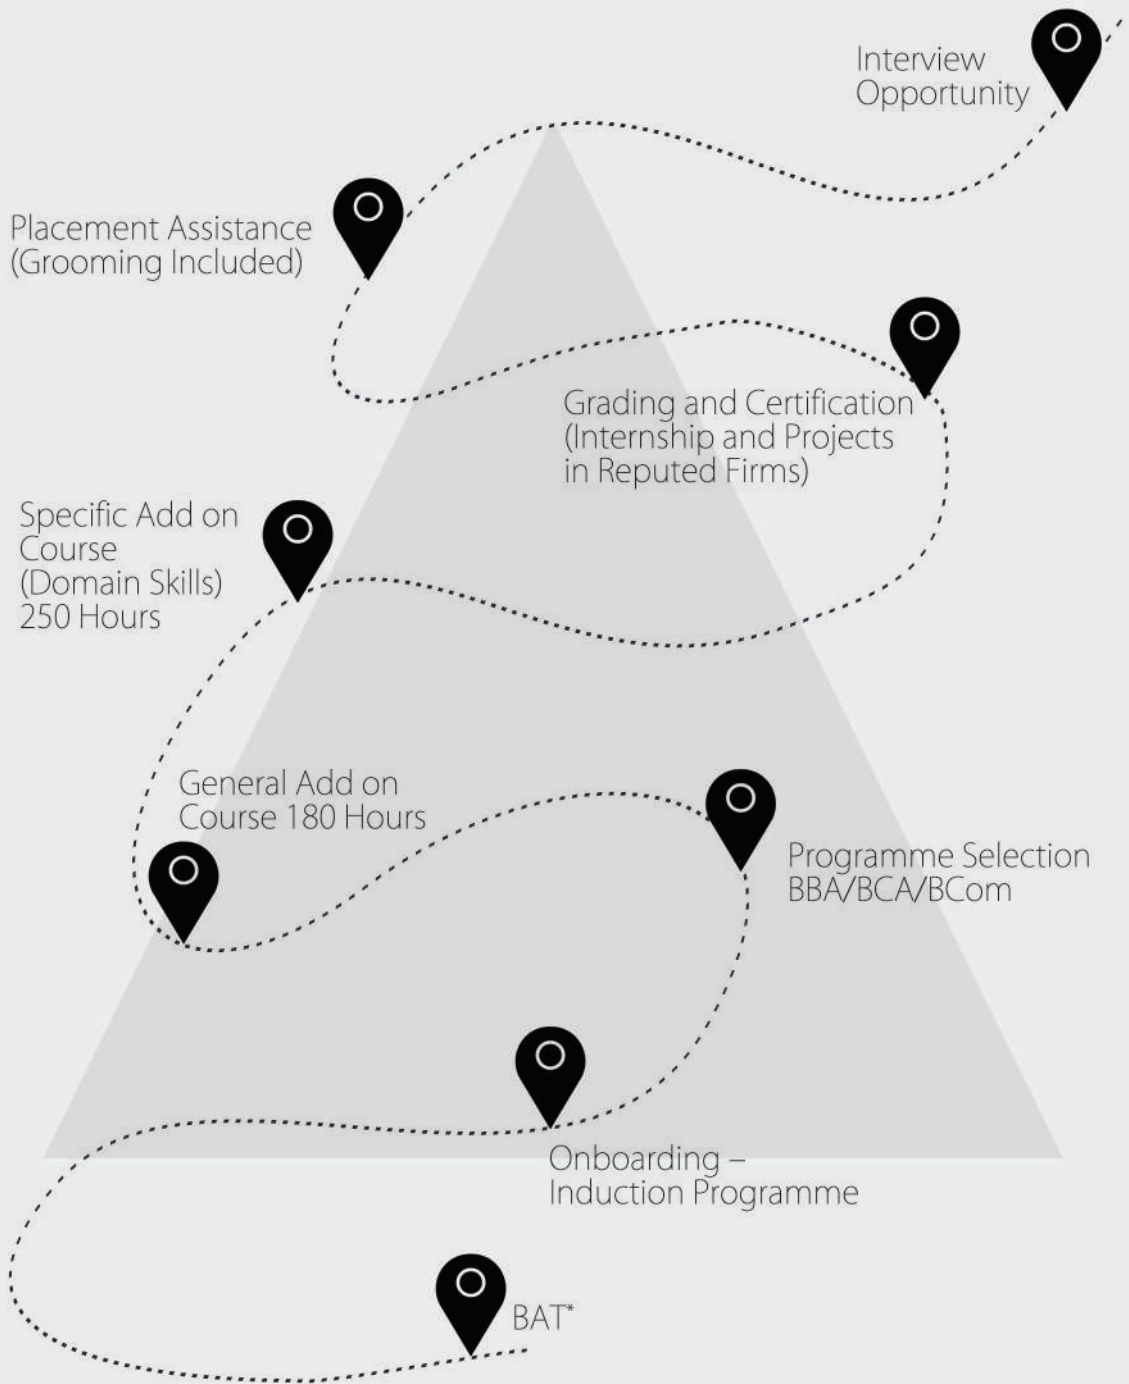 Interview
Opportunity
Placement Assistance
(Grooming Included)
Grading and Certification
(Internship and Projects
in Reputed Firms)
Specific Add on
Course
(Domain Skills)
250 Hours
General Add on
Course 180 Hours
Programme Selection
BBA/BCA/BCom
Onboarding –
Induction Programme
BAT*